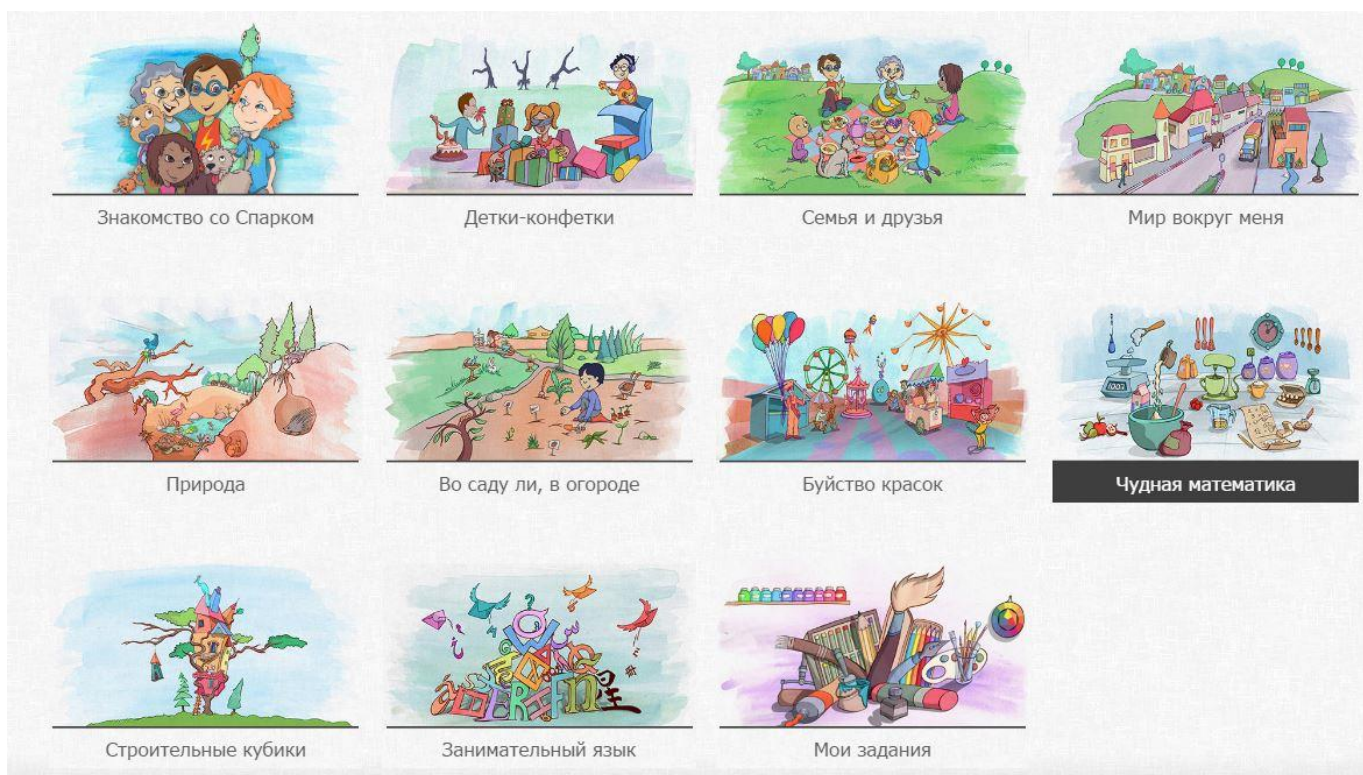 Знакомство со Спарком
Детки-конфетки
Семья и друзья
Мир вокруг меня
Природа
Во саду ли, в огороде
Буйство красок
Чудная математика
Строительные кубики
Занимательный язык
Мои задания